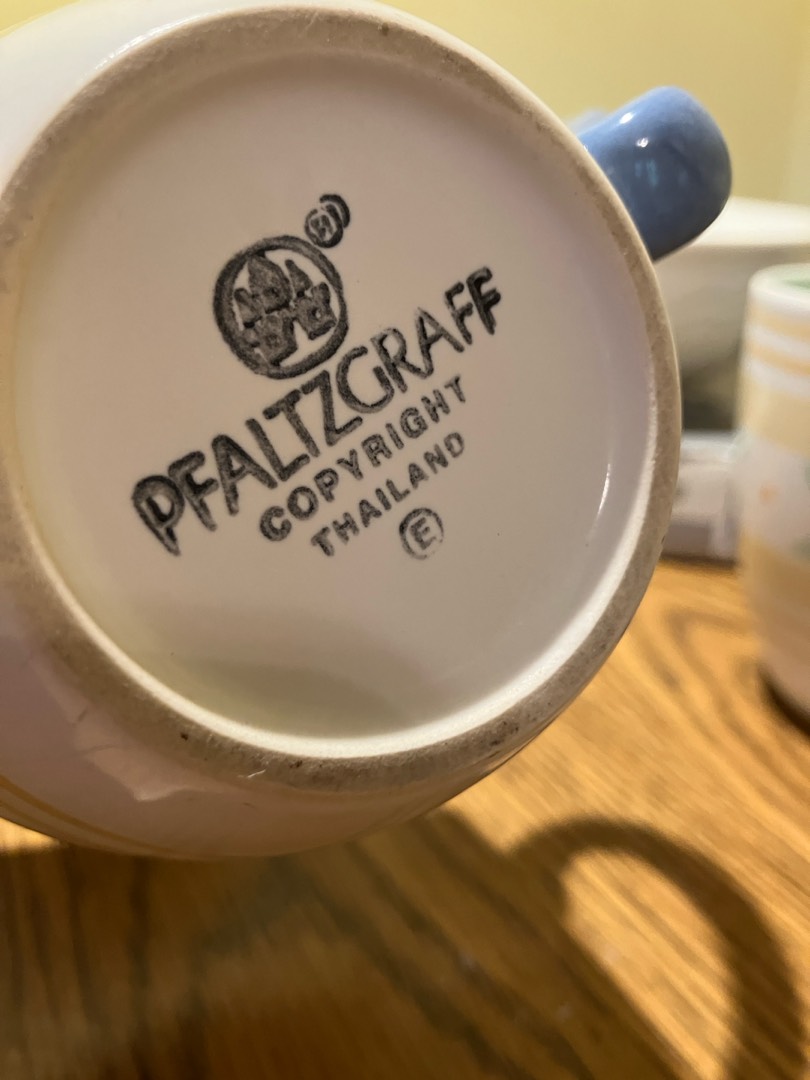 ®
PFALTZGRAFF
COPYRIGHT
THAILAND
Ⓔ